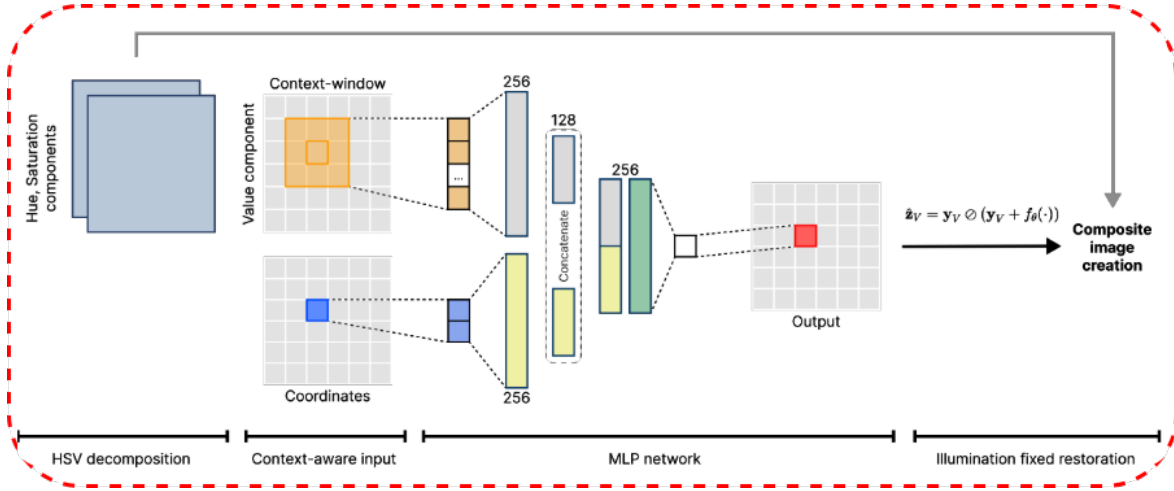 Hue, Saturation
components
Context-window
Value component
...
Coordinates
256
256
128
Concatenate
256
Output
ẑ_V = y_V ⊘ (y_V + f_θ(·))
Composite
image
creation
HSV decomposition
Context-aware input
MLP network
Illumination fixed restoration